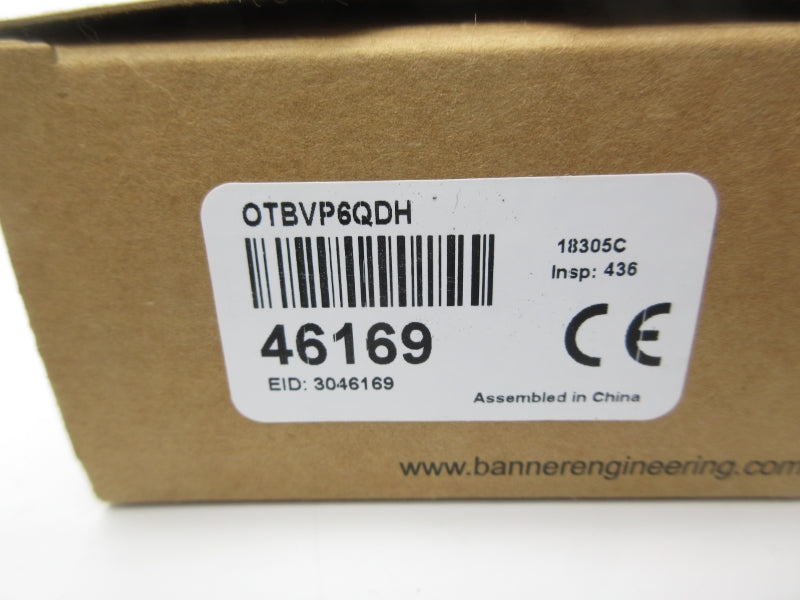 OTBVP6QDH
18305C
Insp: 436
46169
CE
EID: 3046169
Assembled in China
www.bannerengineering.com